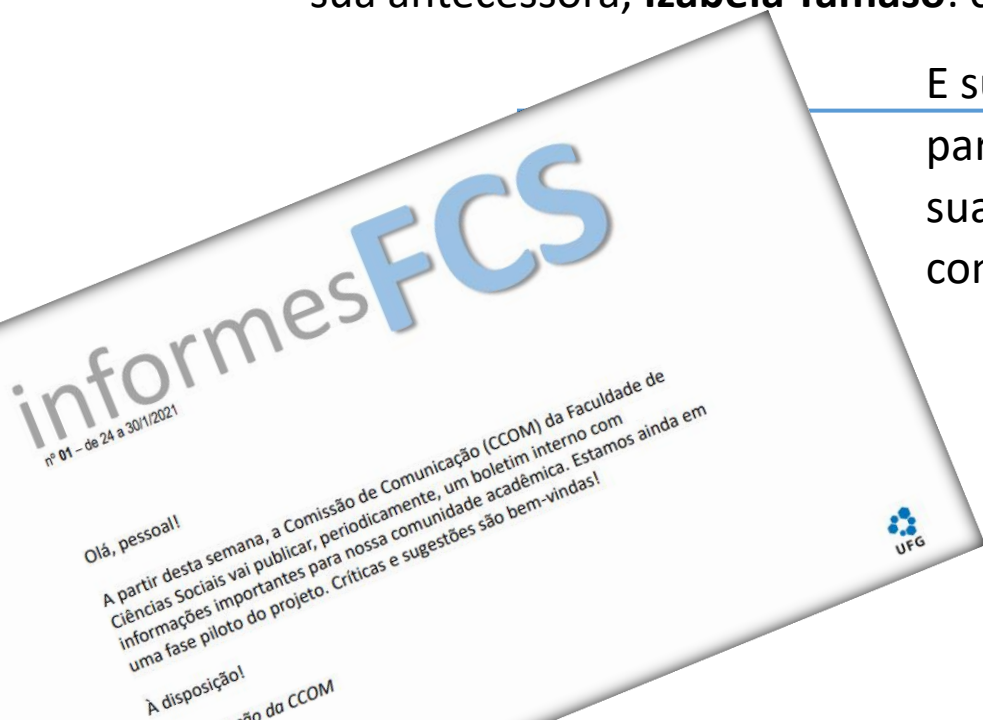 sua antecessora, Izabela Tamaso!
E su
par
sua
con
informesFCS
nº 01 – de 24 a 30/1/2021
Olá, pessoal!
A partir desta semana, a Comissão de Comunicação (CCOM) da Faculdade de
Ciências Sociais vai publicar, periodicamente, um boletim interno com
informações importantes para nossa comunidade acadêmica. Estamos ainda em
uma fase piloto do projeto. Críticas e sugestões são bem-vindas!
À disposição!
da CCOM
UFG